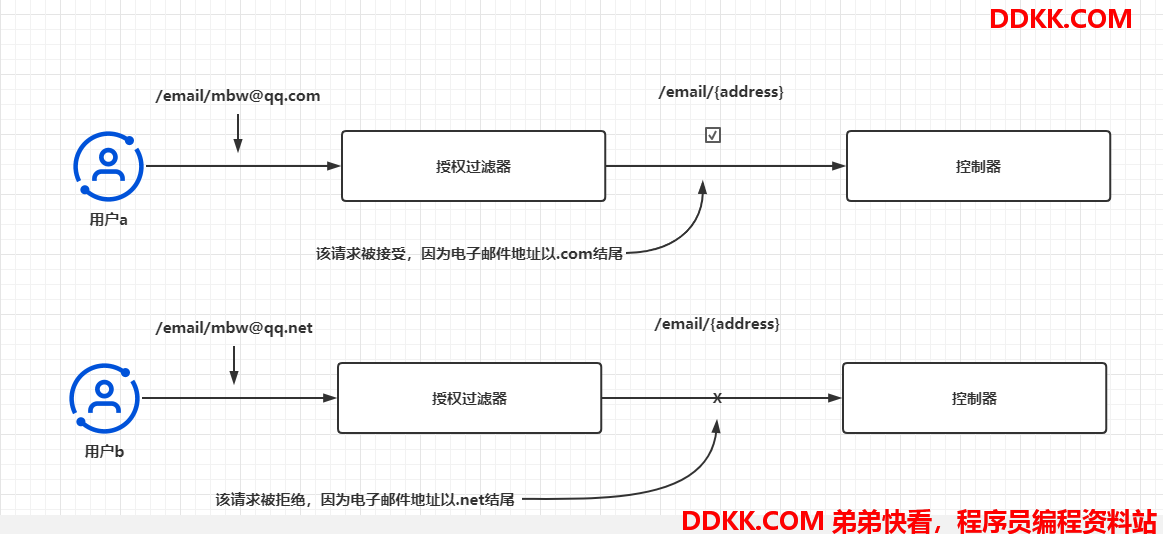 DDKK.COM
/email/mbw@qq.com
/email/{address}
授权过滤器
控制器
用户a
该请求被接受，因为电子邮件地址以.com结尾
/email/mbw@qq.net
/email/{address}
授权过滤器
X
控制器
用户b
该请求被拒绝，因为电子邮件地址以.net结尾
DDKK.COM 弟弟快看，程序员编程资料站